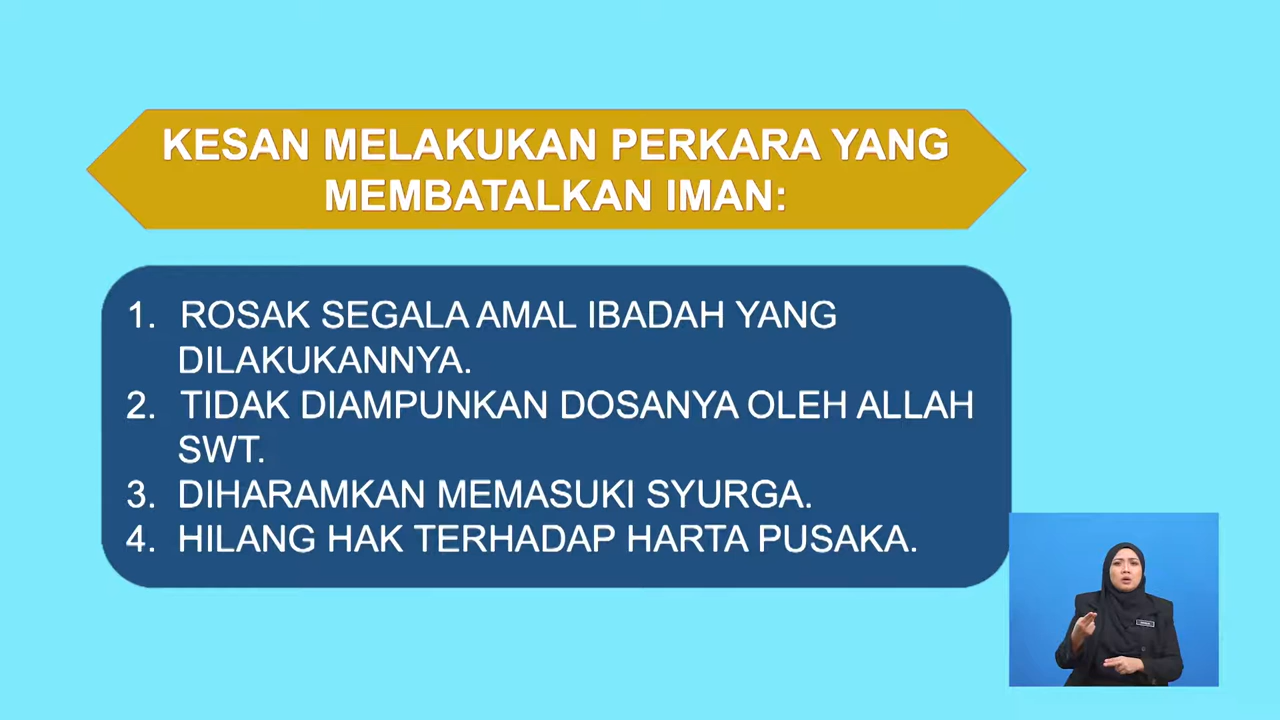 KESAN MELAKUKAN PERKARA YANG
MEMBATALKAN IMAN:
1. ROSAK SEGALA AMAL IBADAH YANG
DILAKUKANNYA.
2. TIDAK DIAMPUNKAN DOSANYA OLEH ALLAH
SWT.
3. DIHARAMKAN MEMASUKI SYURGA.
4. HILANG HAK TERHADAP HARTA PUSAKA.